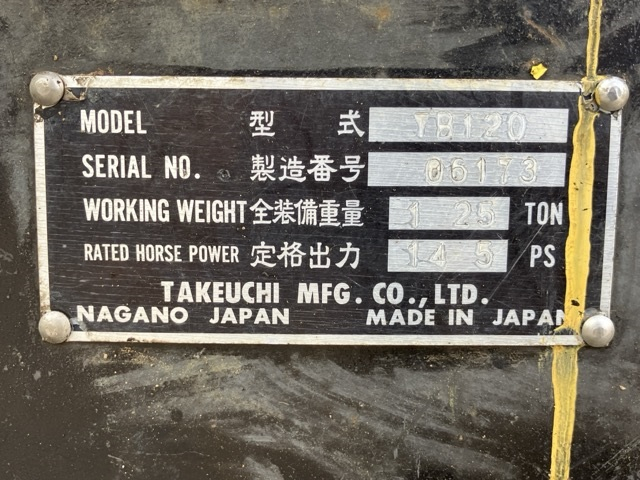 MODEL 型式 TB120
SERIAL NO. 製造番号 06173
WORKING WEIGHT 全装備重量 1 25 TON
RATED HORSE POWER 定格出力 14 5 PS
TAKEUCHI MFG. CO., LTD.
NAGANO JAPAN MADE IN JAPAN